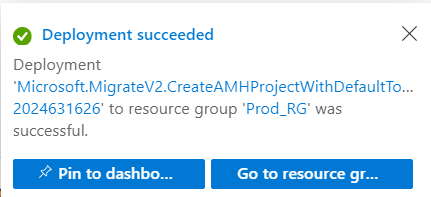 Deployment succeeded
Deployment
'Microsoft.MigrateV2.CreateAMHProjectWithDefaultTo...
2024631626' to resource group 'Prod_RG' was
successful.
Pin to dashbo...
Go to resource gr...